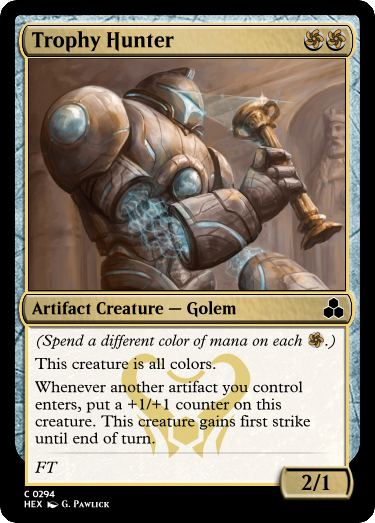 Trophy Hunter
Artifact Creature — Golem
(Spend a different color of mana on each .)
This creature is all colors.
Whenever another artifact you control
enters, put a +1/+1 counter on this
creature. This creature gains first strike
until end of turn.
FT
2/1
C 0294
HEX G. Pawlick